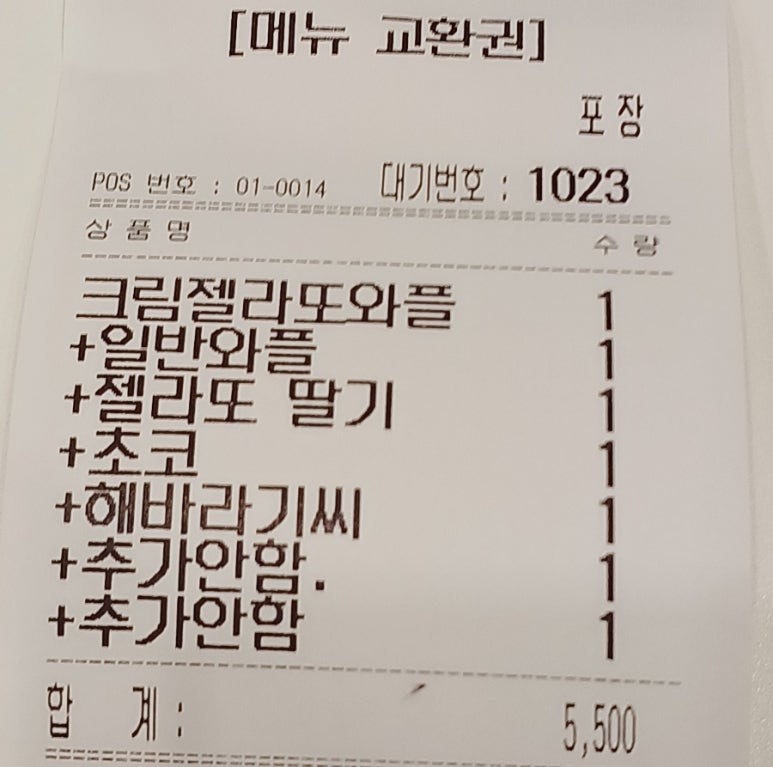 [메뉴 교환권]
포장
POS 번호 : 01-0014 대기번호 : 1023
상품명 수량
크림젤라또와플 1
+일반와플 1
+젤라또 딸기 1
+초코 1
+해바라기씨 1
+추가안함. 1
+추가안함 1
합 계 : 5,500